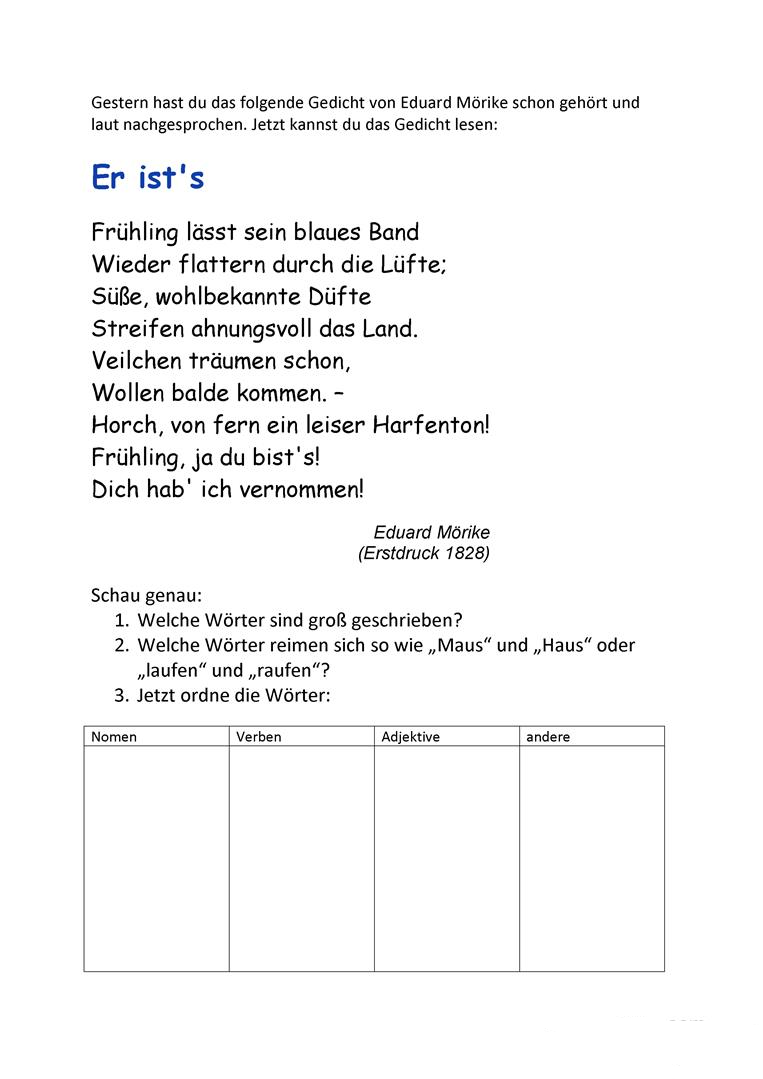 Gestern hast du das folgende Gedicht von Eduard Mörike schon gehört und
laut nachgesprochen. Jetzt kannst du das Gedicht lesen:
Er ist's
Frühling lässt sein blaues Band
Wieder flattern durch die Lüfte;
Süße, wohlbekannte Düfte
Streifen ahnungsvoll das Land.
Veilchen träumen schon,
Wollen balde kommen. –
Horch, von fern ein leiser Harfenton!
Frühling, ja du bist's!
Dich hab' ich vernommen!
Eduard Mörike
(Erstdruck 1828)
Schau genau:
1. Welche Wörter sind groß geschrieben?
2. Welche Wörter reimen sich so wie „Maus“ und „Haus“ oder
„laufen“ und „raufen“?
3. Jetzt ordne die Wörter:
Nomen Verben Adjektive andere